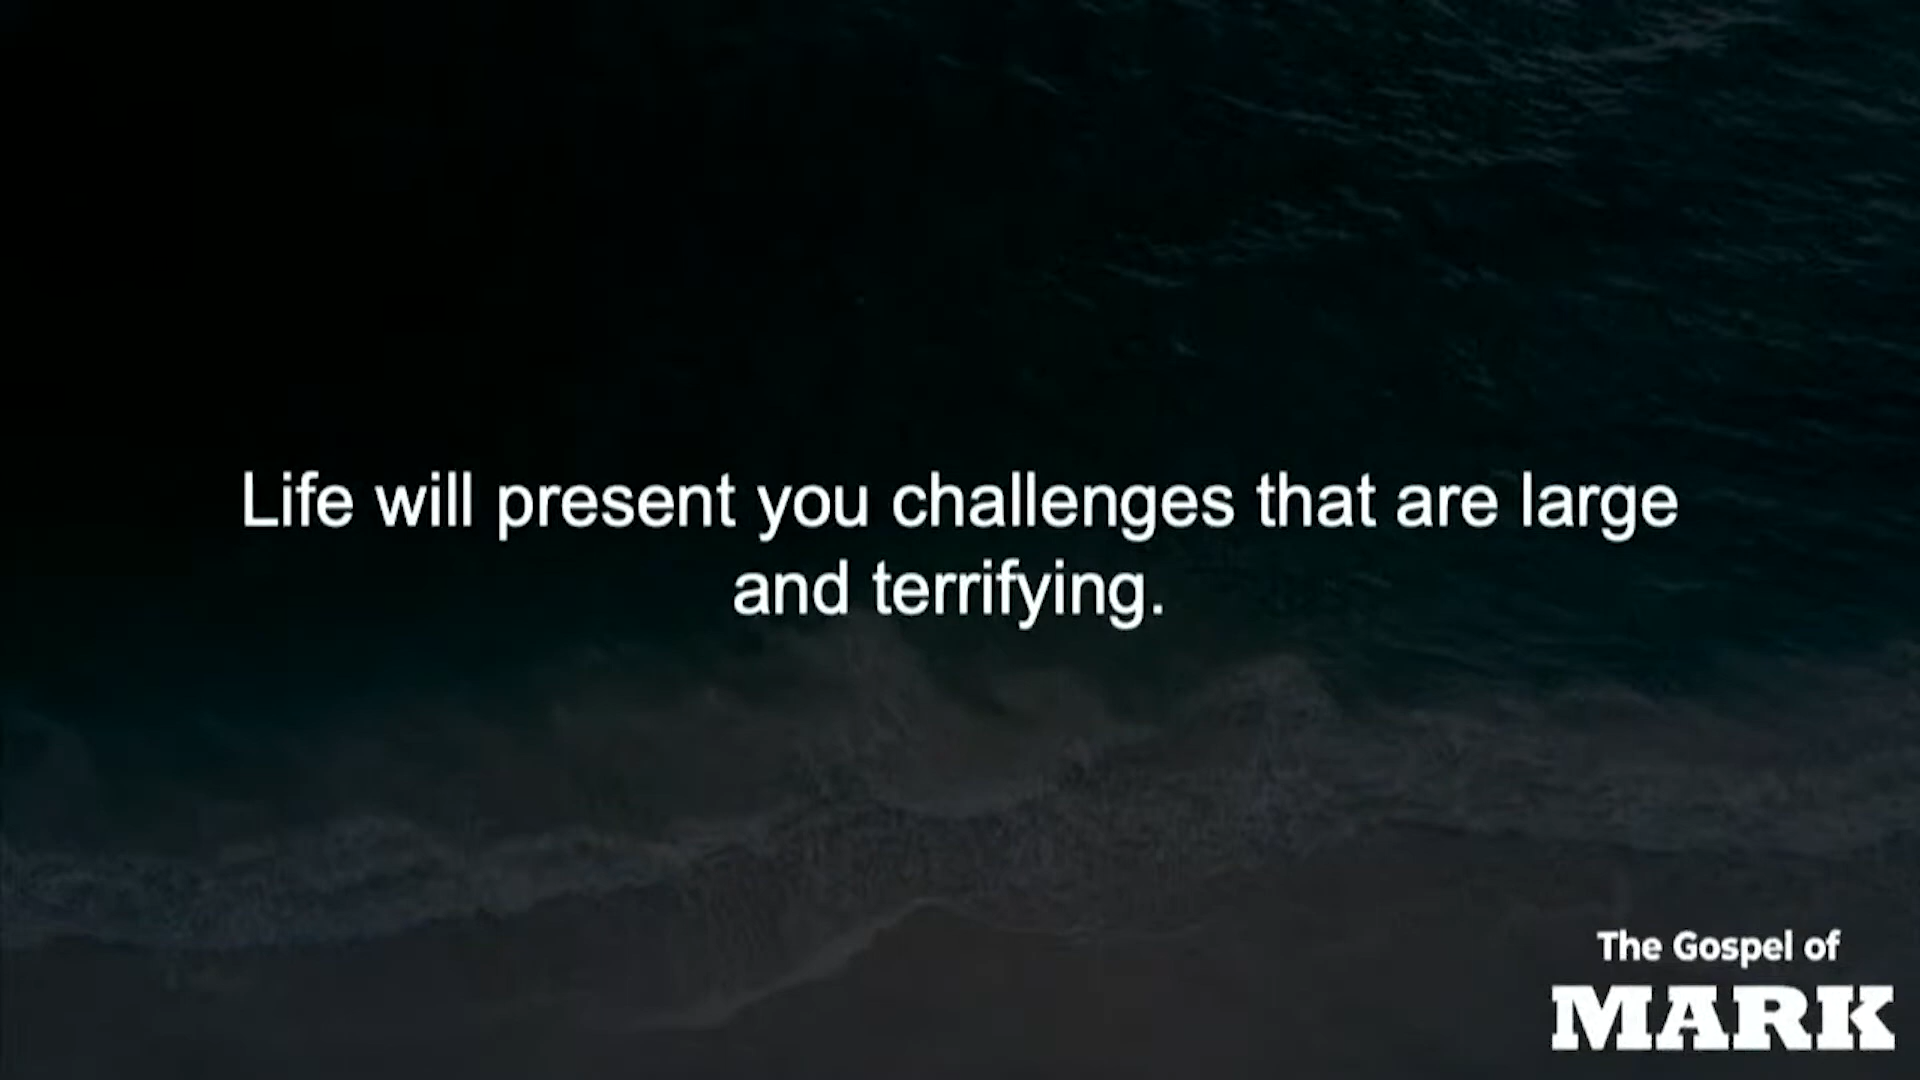 Life will present you challenges that are large
and terrifying.
The Gospel of
MARK